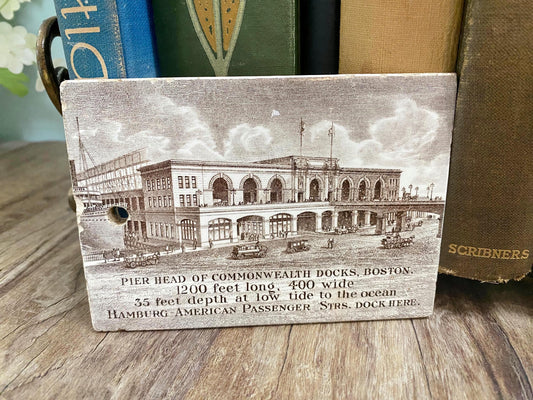 PIER HEAD OF COMMONWEALTH DOCKS, BOSTON.
1200 feet long, 400 wide
35 feet depth at low tide to the ocean
HAMBURG-AMERICAN PASSENGER STRS. DOCK HERE.
SCRIBNERS